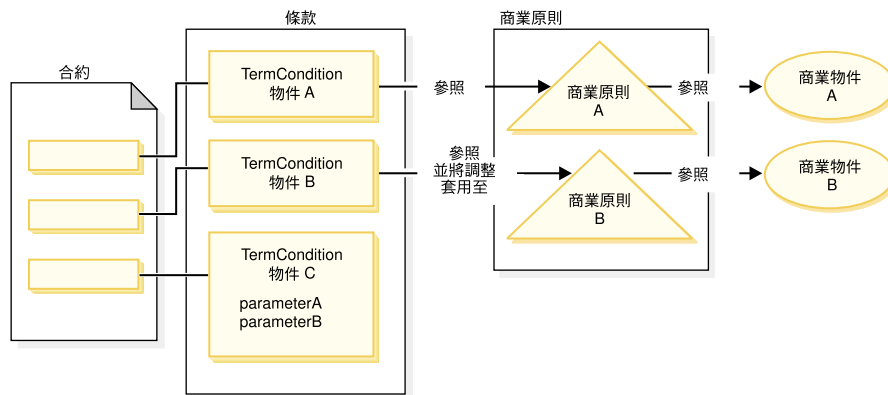 合約
條款
商業原則
TermCondition
物件 A
參照
商業原則
A
參照
商業物件
A
TermCondition
物件 B
參照
並將調整
套用至
商業原則
B
參照
商業物件
B
TermCondition
物件 C
parameterA
parameterB